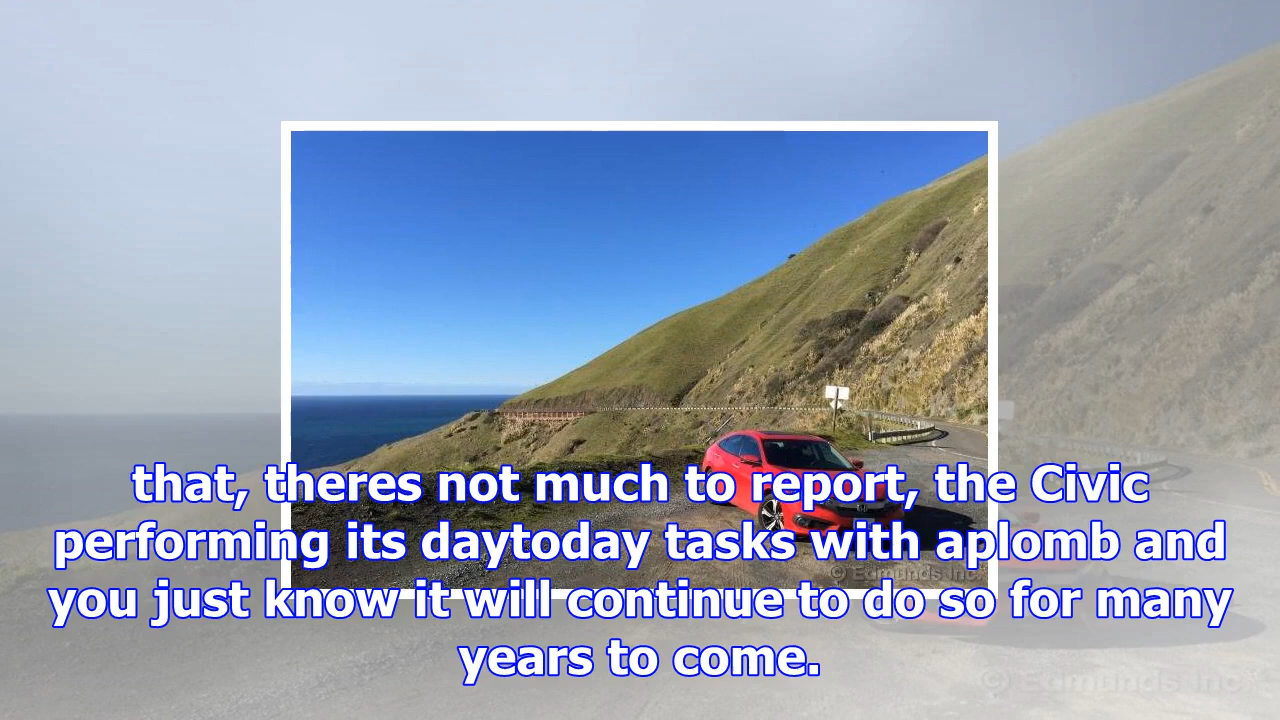 that, theres not much to report, the Civic
performing its daytoday tasks with aplomb and
you just know it will continue to do so for many
years to come.
© Edmunds Inc.
© Edmunds Inc.